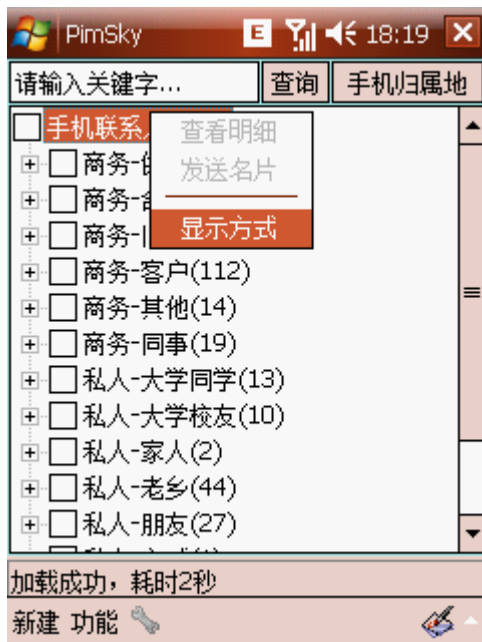 PimSky E 18:19
请输入关键字... 查询 手机归属地
手机联系
查看明细
商务-
发送名片
商务-
显示方式
商务-
商务-客户(112)
商务-其他(14)
商务-同事(19)
私人-大学同学(13)
私人-大学校友(10)
私人-家人(2)
私人-老乡(44)
私人-朋友(27)
加载成功，耗时2秒
新建 功能